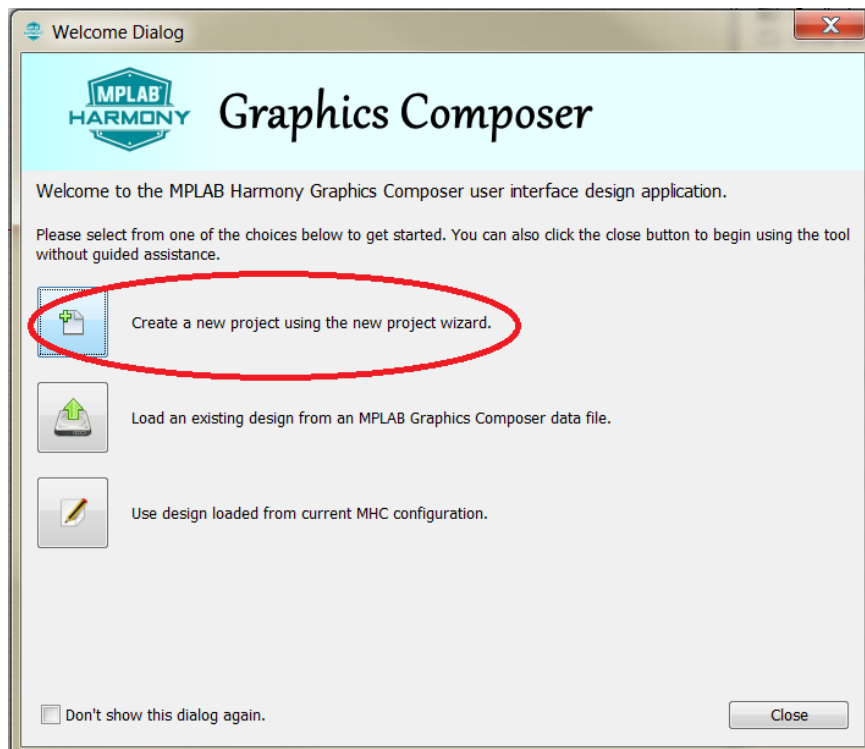 Welcome Dialog
MPLAB
HARMONY
Graphics Composer
Welcome to the MPLAB Harmony Graphics Composer user interface design application.
Please select from one of the choices below to get started. You can also click the close button to begin using the tool
without guided assistance.
Create a new project using the new project wizard.
Load an existing design from an MPLAB Graphics Composer data file.
Use design loaded from current MHC configuration.
Don't show this dialog again.
Close